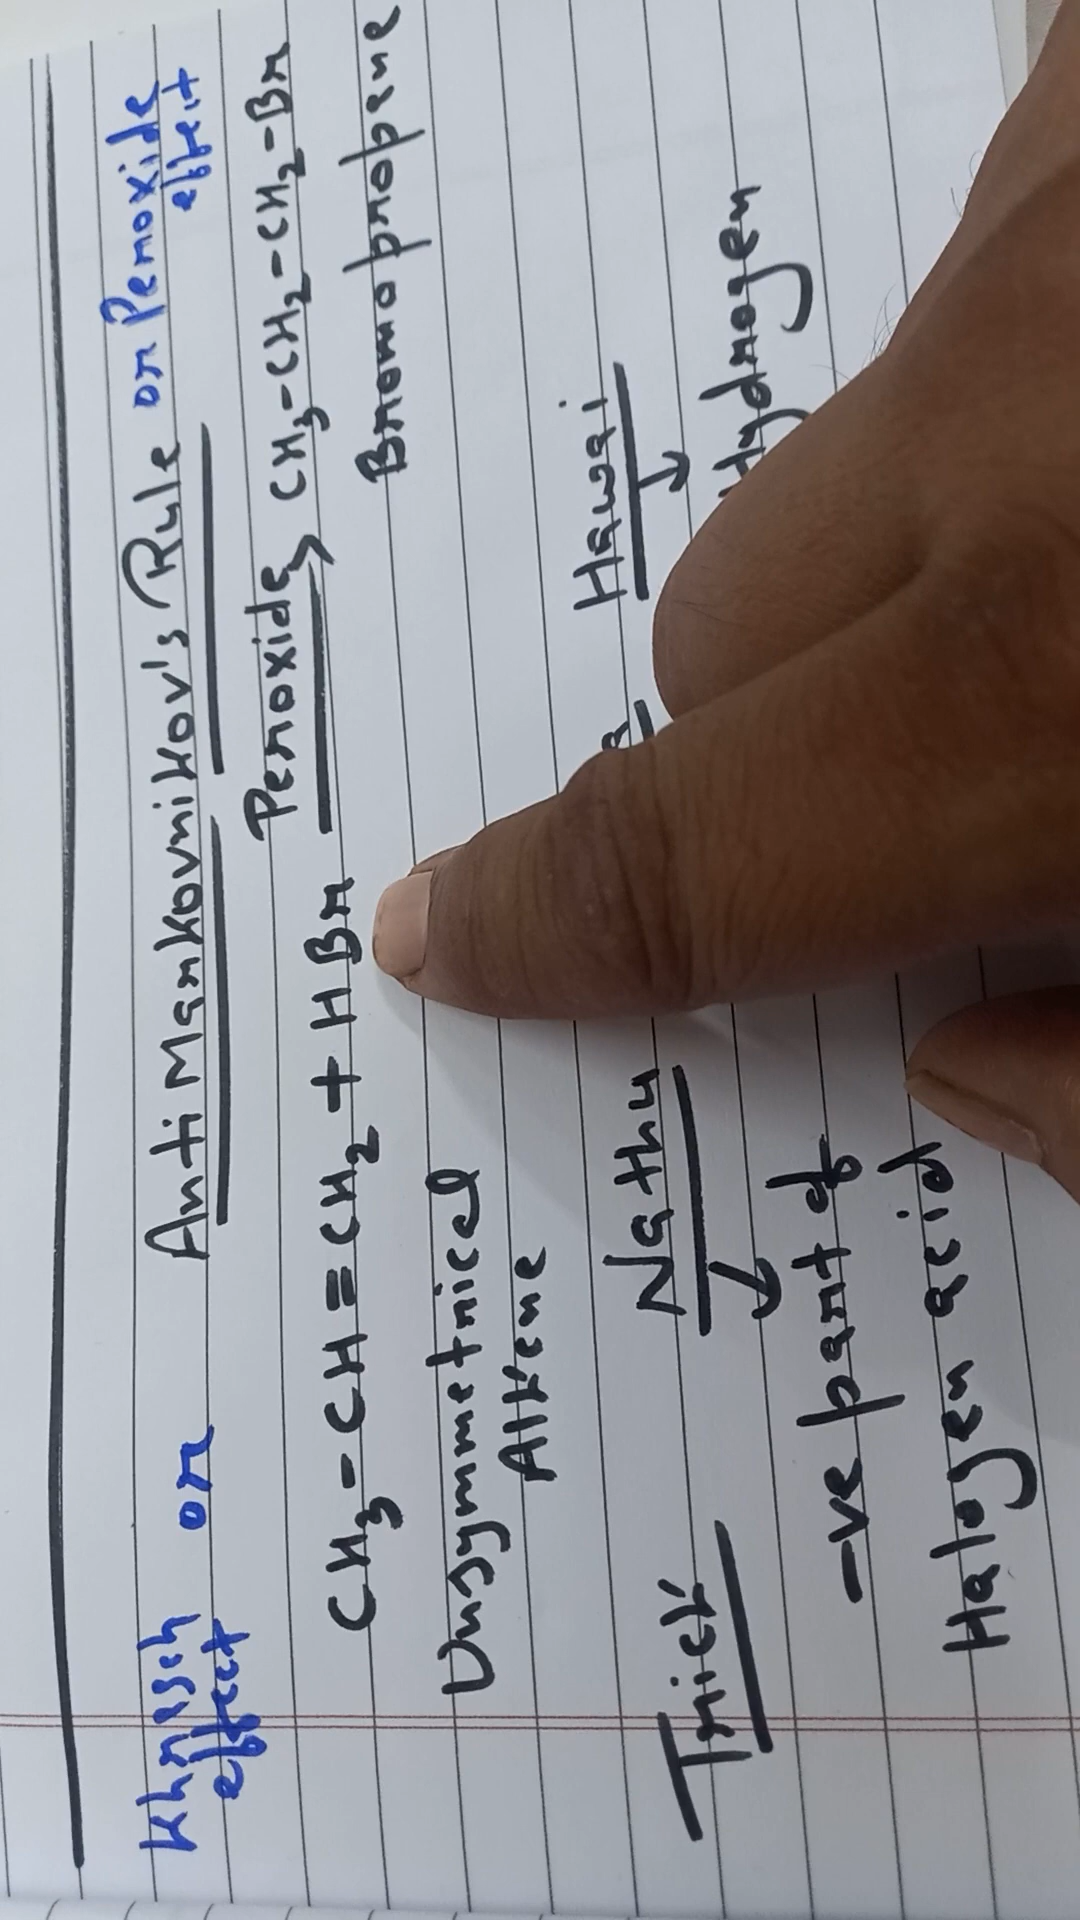 Khrasch or Anti Markovnikov's Rule or Peroxide
effect effect
Peroxide
CH3-CH=CH2 + HBr → CH3-CH2-CH2-Br
Unsymmetrical Bromopropene
Alkene
Trick Nathu Hawai
↓ ↓
-ve part of Hydrogen
Halogen acid